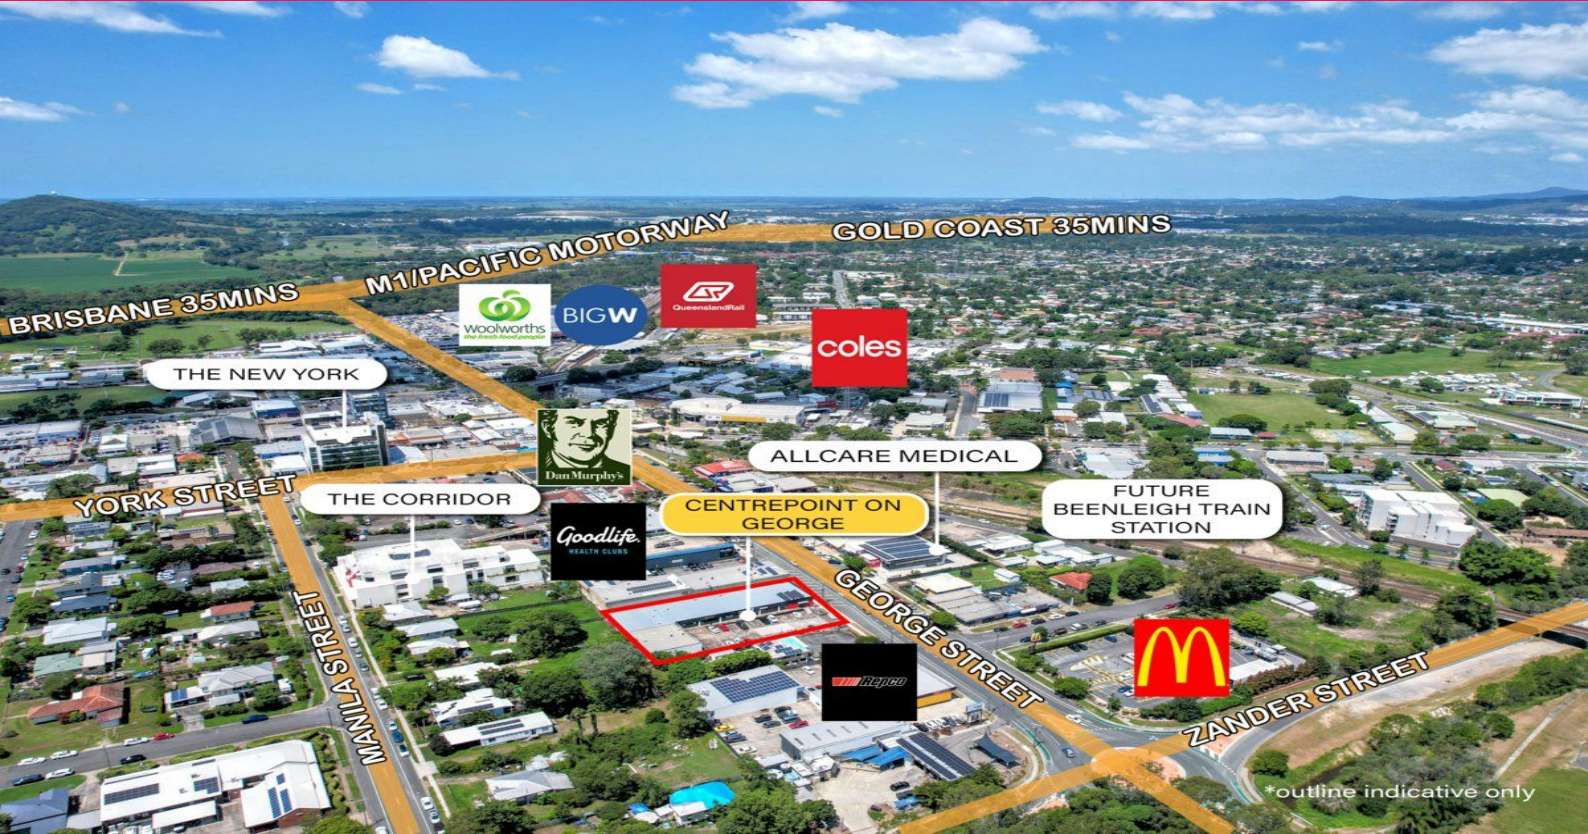 GOLD COAST 35MINS
M1/PACIFIC MOTORWAY
BRISBANE 35MINS
Woolworths
the fresh food people
BIGW
QueenslandRail
coles
THE NEW YORK
Dan Murphy's
ALLCARE MEDICAL
YORK STREET
THE CORRIDOR
CENTREPOINT ON
GEORGE
FUTURE
BEENLEIGH TRAIN
STATION
Goodlife.
HEALTH CLUBS
GEORGE STREET
MANILA STREET
Repco
ZANDER STREET
*outline indicative only